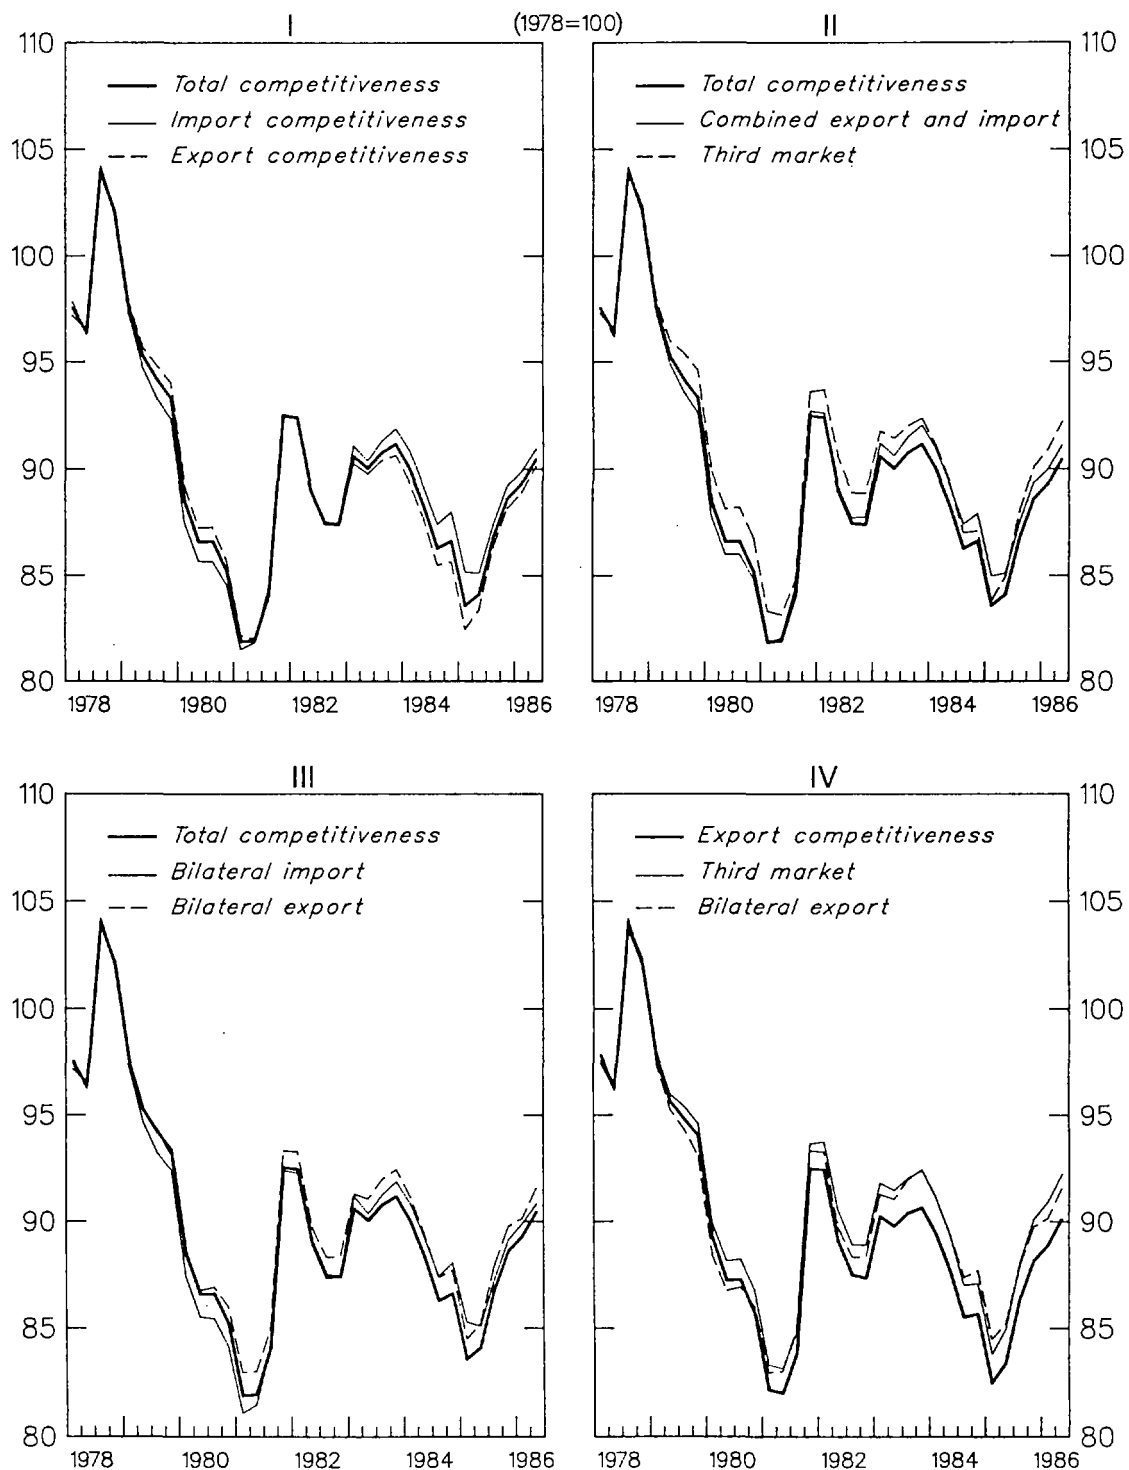 I (1978=100) II
110 110
Total competitiveness Total competitiveness
Import competitiveness Combined export and import
105 105
Export competitiveness Third market
100 100
95 95
90 90
85 85
80 80
1978 1980 1982 1984 1986 1978 1980 1982 1984 1986
III IV
110 110
Total competitiveness Export competitiveness
Bilateral import Third market
105 105
Bilateral export Bilateral export
100 100
95 95
90 90
85 85
80 80
1978 1980 1982 1984 1986 1978 1980 1982 1984 1986